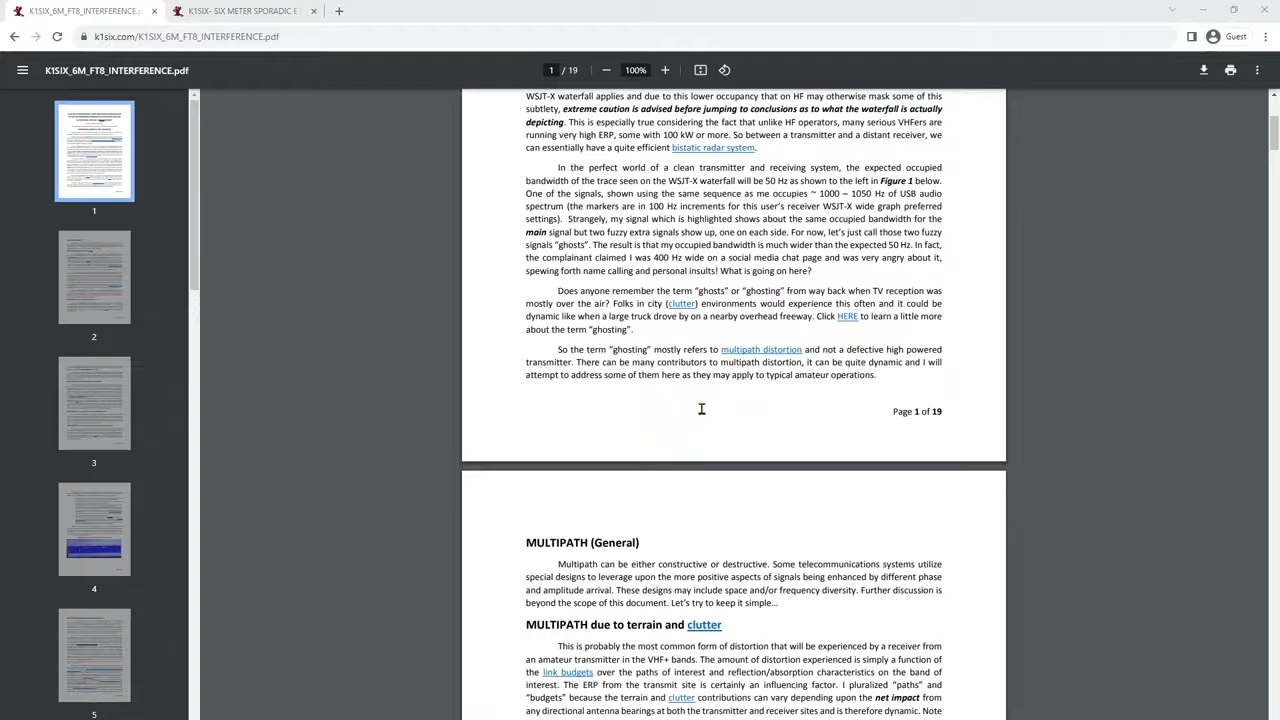 K1SIX_6M_FT8_INTERFERENCE.p
K1SIX- SIX METER SPORADIC E
k1six.com/K1SIX_6M_FT8_INTERFERENCE.pdf
Guest
K1SIX_6M_FT8_INTERFERENCE.pdf
1 / 19
100%
WSJT-X waterfall applies and due to this lower occupancy that on HF may otherwise mask some of this
subtlety, extreme caution is advised before jumping to conclusions as to what the waterfall is actually
depicting. This is especially true considering the fact that unlike HF operators, many serious VHFers are
running very high ERP, some with 100 kW or more. So between a transmitter and a distant receiver, we
can essentially have a quite efficient bistatic radar system.
In the perfect world of a clean transmitter and receiving system, the expected occupied
bandwidth of the trace seen on the WSJT-X waterfall will be 50 Hz as shown to the left in Figure 1 below.
One of the signals, shown using the same sequence as me occupies ~ 1000 – 1050 Hz of USB audio
spectrum (the markers are in 100 Hz increments for this user's receiver WSJT-X wide graph preferred
settings). Strangely, my signal which is highlighted shows about the same occupied bandwidth for the
main signal but two fuzzy extra signals show up, one on each side. For now, let's just call those two fuzzy
signals "ghosts". The result is that my occupied bandwidth is much wider than the expected 50 Hz. In fact,
the complainant claimed I was 400 Hz wide on a social media chat page and was very angry about it,
spewing forth name calling and personal insults! What is going on here?
Does anyone remember the term "ghosts" or "ghosting" from way back when TV reception was
mostly over the air? Folks in city (clutter) environments would experience this often and it could be
dynamic like when a large truck drove by on a nearby overhead freeway. Click HERE to learn a little more
about the term "ghosting".
So the term "ghosting" mostly refers to multipath distortion and not a defective high powered
transmitter. There can be many contributors to multipath distortion, it can be quite dynamic and I will
attempt to address some of them here as they may apply to typical amateur operations.
Page 1 of 19
MULTIPATH (General)
Multipath can be either constructive or destructive. Some telecommunications systems utilize
special designs to leverage upon the more positive aspects of signals being enhanced by different phase
and amplitude arrival. These designs may include space and/or frequency diversity. Further discussion is
beyond the scope of this document. Let's try to keep it simple…
MULTIPATH due to terrain and clutter
This is probably the most common form of distortion that will be experienced by a receiver from
an amateur transmitter in the VHF+ bands. The amount of distortion experienced is simply a function of
the link budgets over the paths of interest and reflection/absorption characteristics on the band of
interest. The ERP from the transmit site is certainly an influencing factor. I pluralized "paths" and
"budgets" because the terrain and clutter contributions can vary depending upon the net impact from
any directional antenna bearings at both the transmitter and receiver sites and is therefore dynamic. Note
1
2
3
4
5